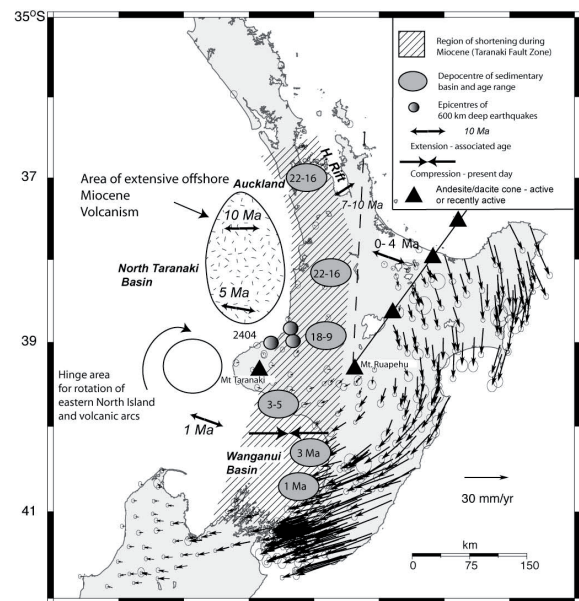 35°S
37
39
41
Region of shortening during
Miocene (Taranaki Fault Zone)
Depocentre of sedimentary
basin and age range
Epicentres of
600 km deep earthquakes
10 Ma
Extension - associated age
Compression - present day
Andesite/dacite cone - active
or recently active
Area of extensive offshore
Miocene
Volcanism
Auckland
22-16
H. Rift
7-10 Ma
10 Ma
0- 4 Ma
North Taranaki
Basin
22-16
5 Ma
2404
18-9
Mt. Ruapehu
Mt Taranaki
Hinge area
for rotation of
eastern North Island
and volcanic arcs
3-5
1 Ma
Wanganui
Basin
3 Ma
1 Ma
30 mm/yr
km
0 75 150